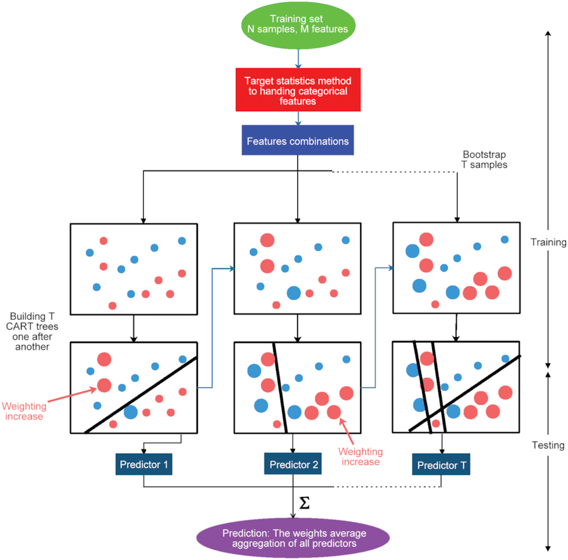 Training set
N samples, M features
Target statistics method
to handing categorical
features
Features combinations
Bootstrap
T samples
Training
Building T
CART trees
one after
another
Weighting
increase
Weighting
increase
Predictor 1
Predictor 2
Predictor T
Testing
Σ
Prediction: The weights average
aggregation of all predictors